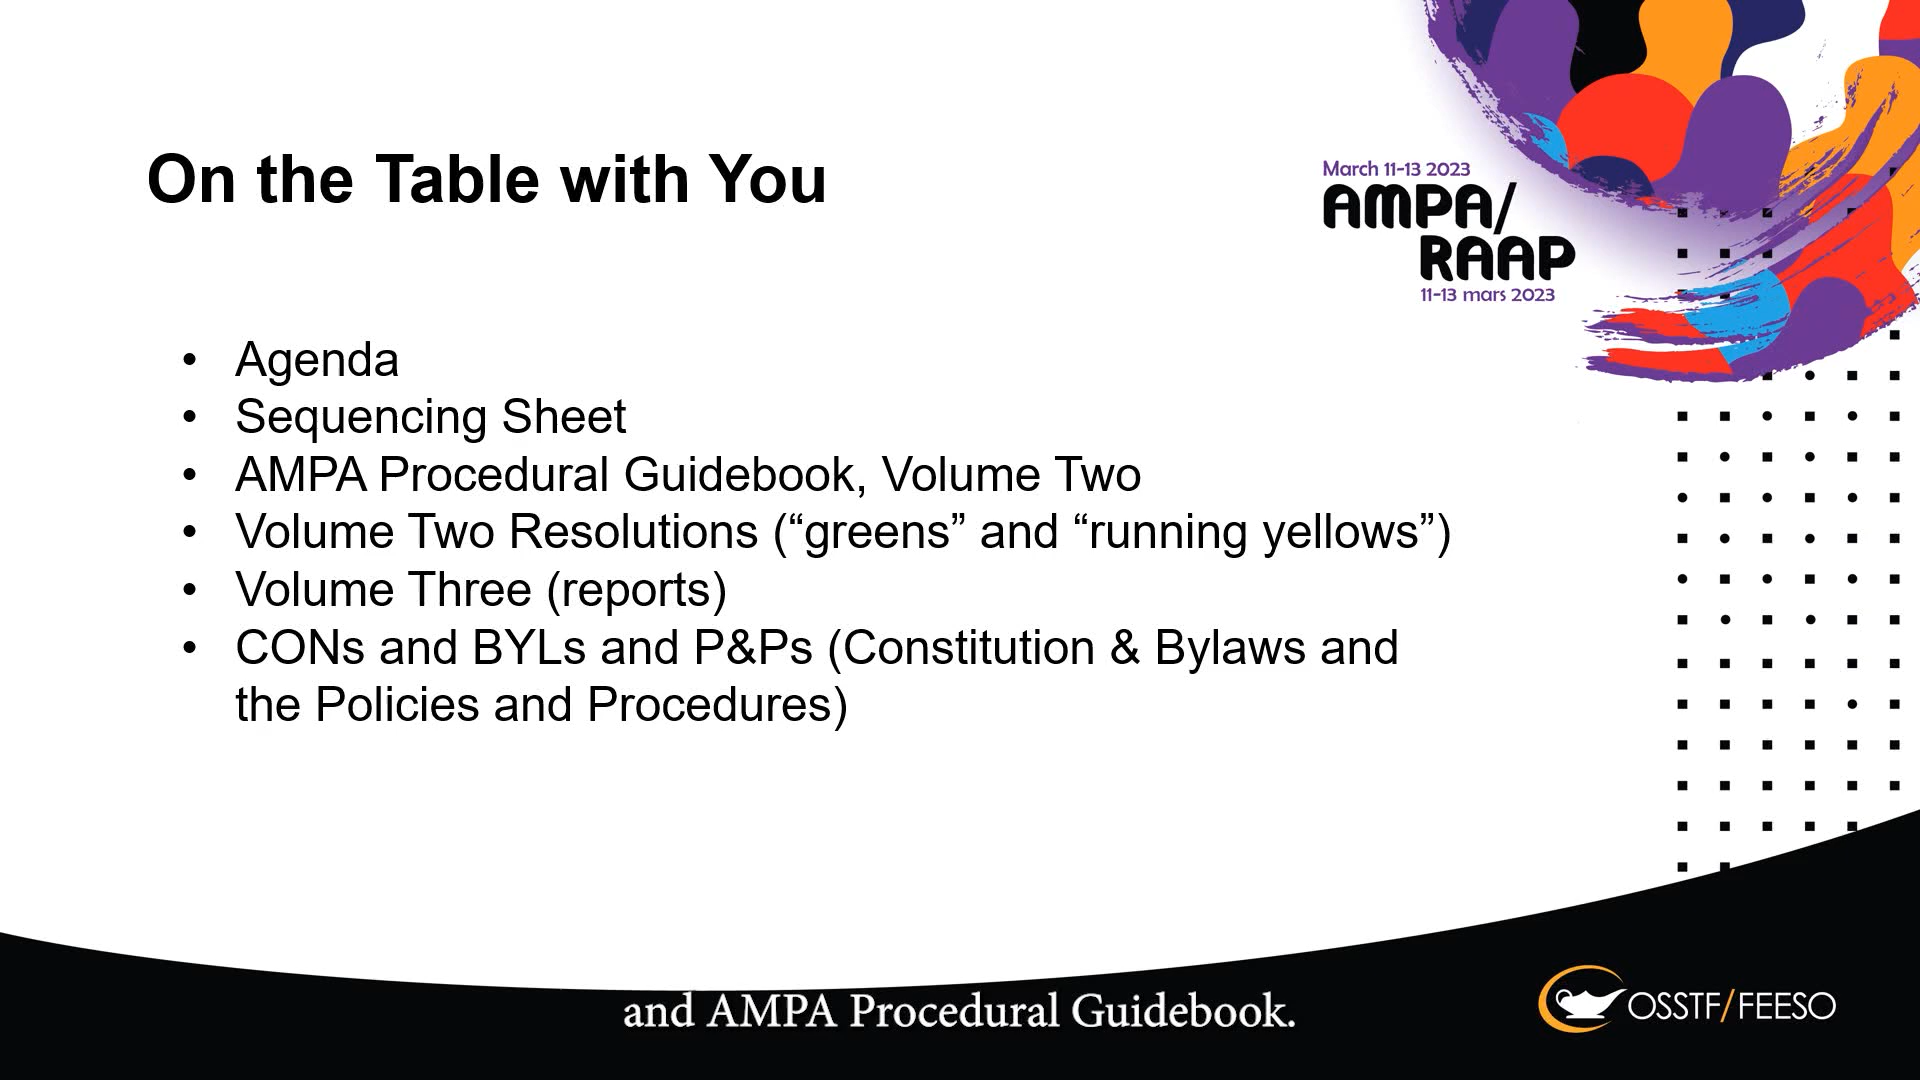 On the Table with You
March 11-13 2023
AMPA/
RAAP
11-13 mars 2023
• Agenda
• Sequencing Sheet
• AMPA Procedural Guidebook, Volume Two
• Volume Two Resolutions (“greens” and “running yellows”)
• Volume Three (reports)
• CONs and BYLs and P&Ps (Constitution & Bylaws and
the Policies and Procedures)
and AMPA Procedural Guidebook.
OSSTF/FEESO